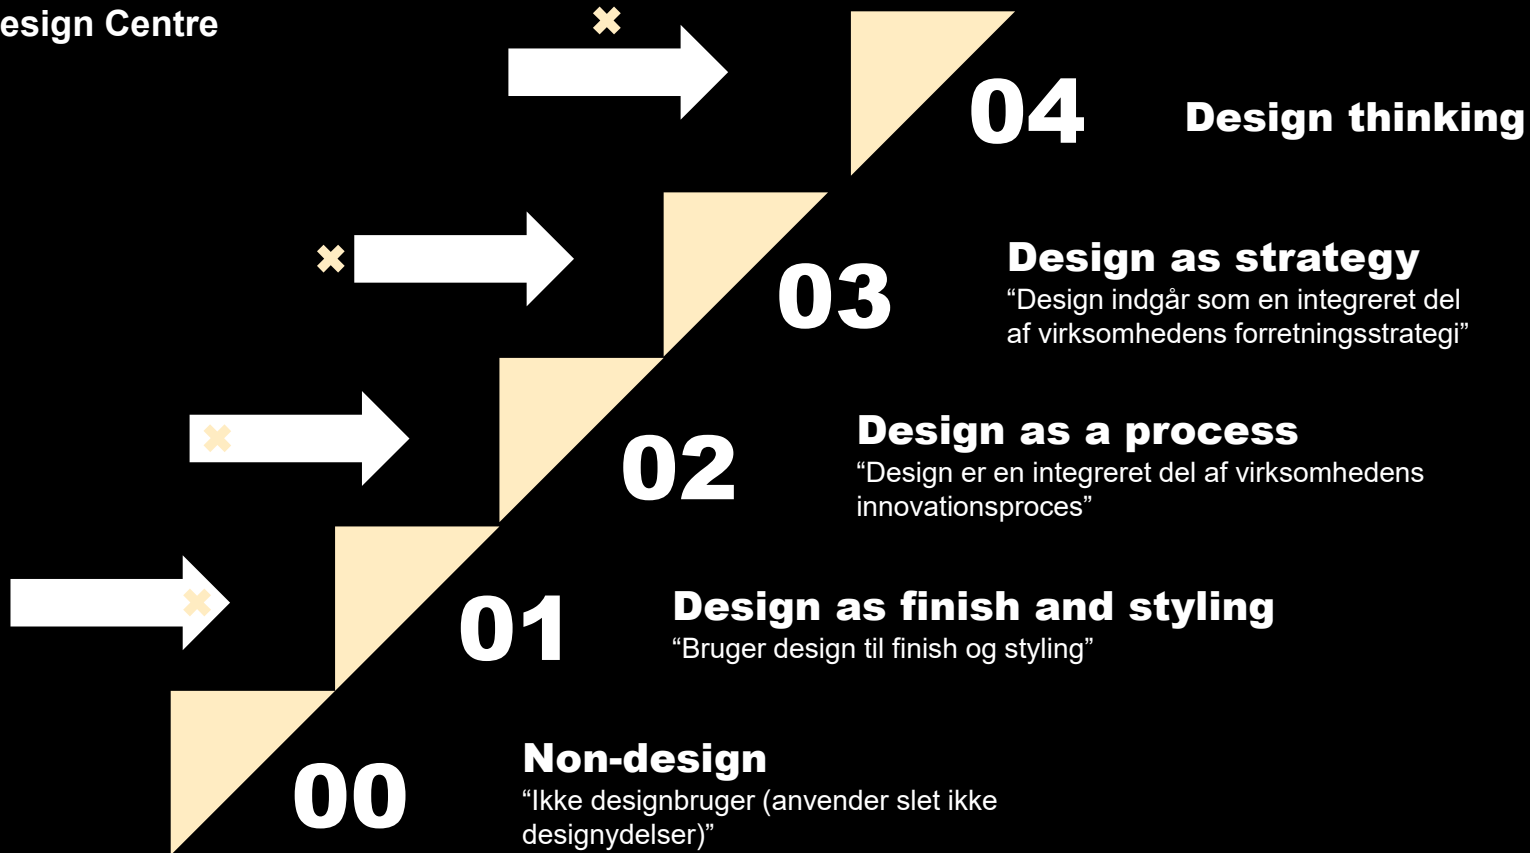 esign Centre
04
Design thinking
03
Design as strategy
“Design indgår som en integreret del
af virksomhedens forretningsstrategi”
02
Design as a process
“Design er en integreret del af virksomhedens
innovationsproces”
01
Design as finish and styling
“Bruger design til finish og styling”
00
Non-design
“Ikke designbruger (anvender slet ikke
designydelser)”